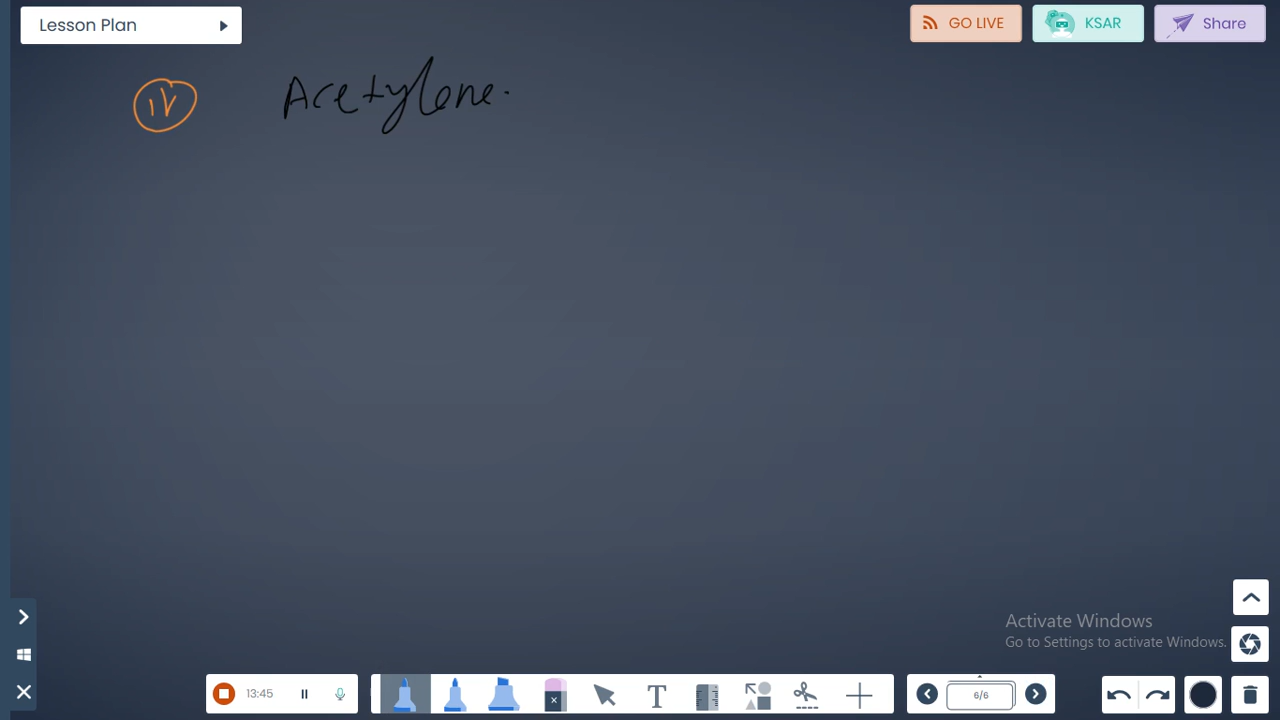 Lesson Plan
GO LIVE
KSAR
Share
IV Acetylene.
Activate Windows
Go to Settings to activate Windows.
13:45
T
6/6